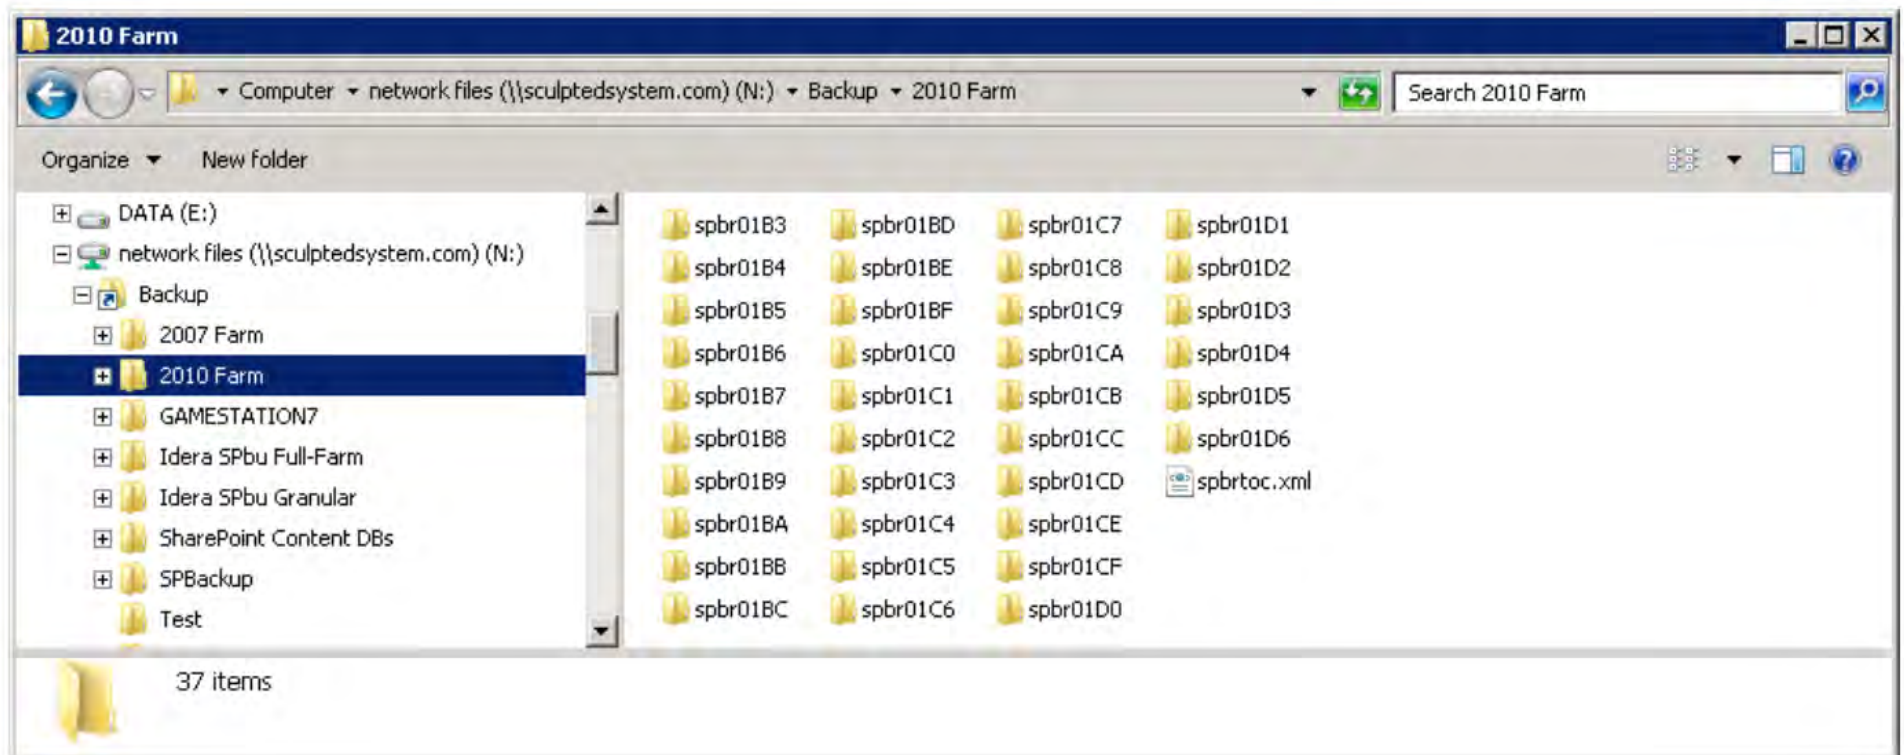 2010 Farm
Computer network files (\\sculptedsystem.com) (N:) Backup 2010 Farm
Search 2010 Farm
Organize New folder
DATA (E:)
network files (\\sculptedsystem.com) (N:)
Backup
2007 Farm
2010 Farm
GAMESTATION7
Idera SPbu Full-Farm
Idera SPbu Granular
SharePoint Content DBs
SPBackup
Test
spbr01B3 spbr01BD spbr01C7 spbr01D1
spbr01B4 spbr01BE spbr01C8 spbr01D2
spbr01B5 spbr01BF spbr01C9 spbr01D3
spbr01B6 spbr01C0 spbr01CA spbr01D4
spbr01B7 spbr01C1 spbr01CB spbr01D5
spbr01B8 spbr01C2 spbr01CC spbr01D6
spbr01B9 spbr01C3 spbr01CD spbrtoc.xml
spbr01BA spbr01C4 spbr01CE
spbr01BB spbr01C5 spbr01CF
spbr01BC spbr01C6 spbr01D0
37 items